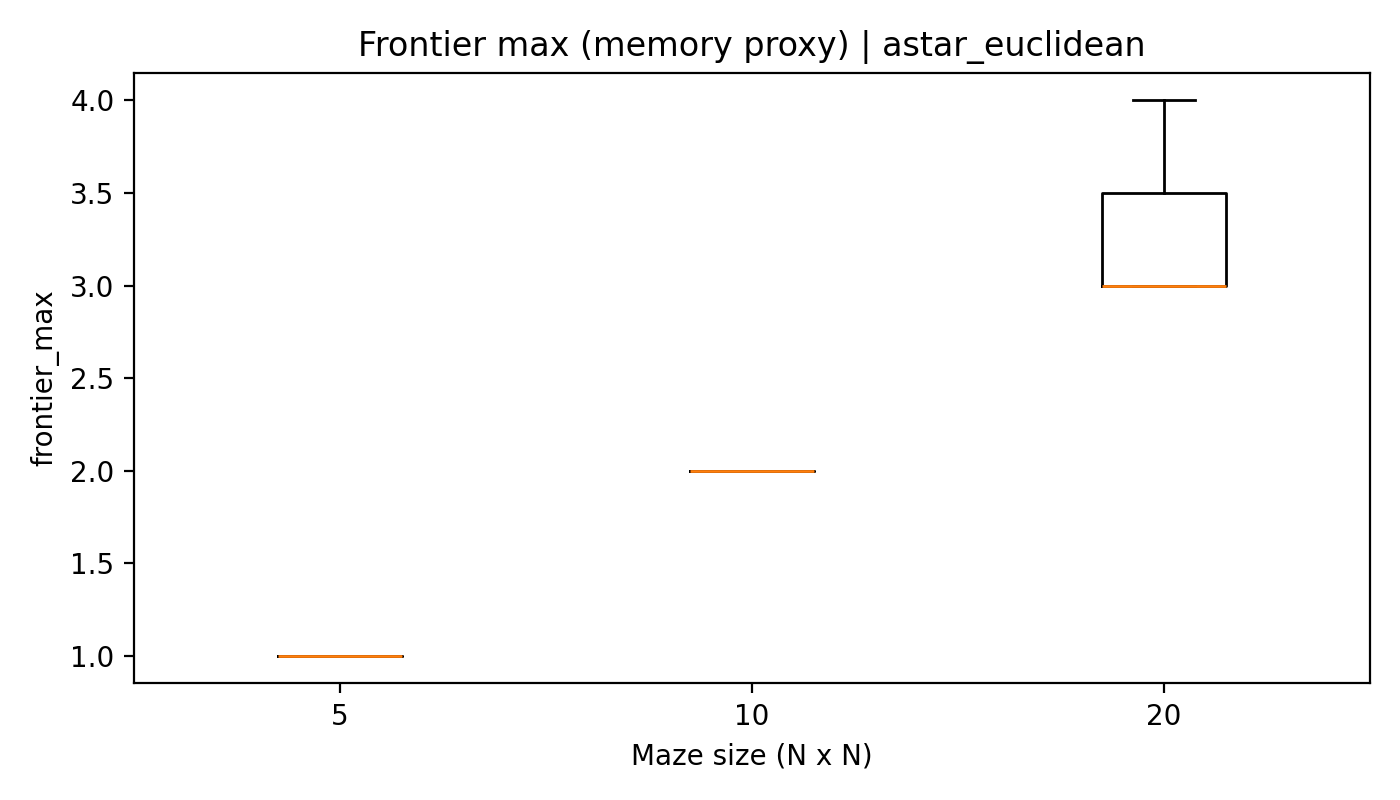 Frontier max (memory proxy) | astar_euclidean
4.0
3.5
3.0
2.5
2.0
1.5
1.0
frontier_max
5 10 20
Maze size (N x N)